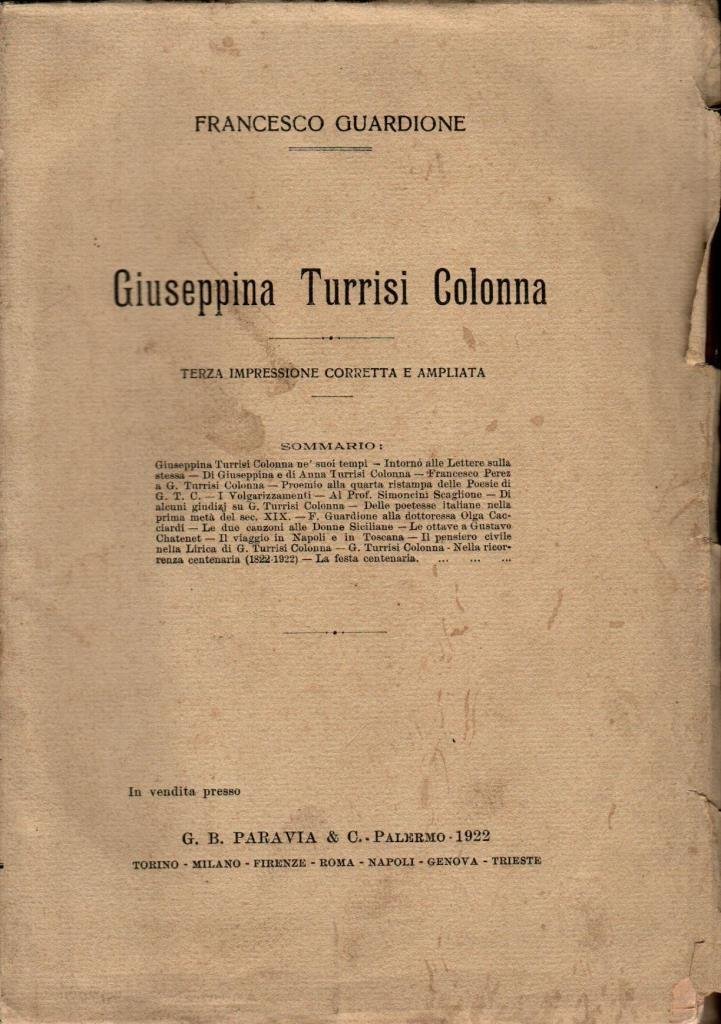 FRANCESCO GUARDIONE
Giuseppina Turrisi Colonna
TERZA IMPRESSIONE CORRETTA E AMPLIATA
SOMMARIO:
Giuseppina Turrisi Colonna ne' suoi tempi — Intorno alle Lettere sulla
stessa — Di Giuseppina e di Anna Turrisi Colonna — Francesco Perez
a G. Turrisi Colonna — Proemio alla quarta ristampa delle Poesie di
G. T. C. — I Volgarizzamenti — Al Prof. Simoncini Scaglione — Di
alcuni giudizi su G. Turrisi Colonna — Delle poetesse italiane nella
prima metà del sec. XIX. — F. Guardione alla dottoressa Olga Cac-
ciardi — Le due canzoni alle Donne Siciliane — Le ottave a Gustavo
Chatenet — Il viaggio in Napoli e in Toscana — Il pensiero civile
nella Lirica di G. Turrisi Colonna — G. Turrisi Colonna - Nella ricor-
renza centenaria (1822-1922) — La festa centenaria. ... ... ...
In vendita presso
G. B. PARAVIA & C. - PALERMO - 1922
TORINO - MILANO - FIRENZE - ROMA - NAPOLI - GENOVA - TRIESTE